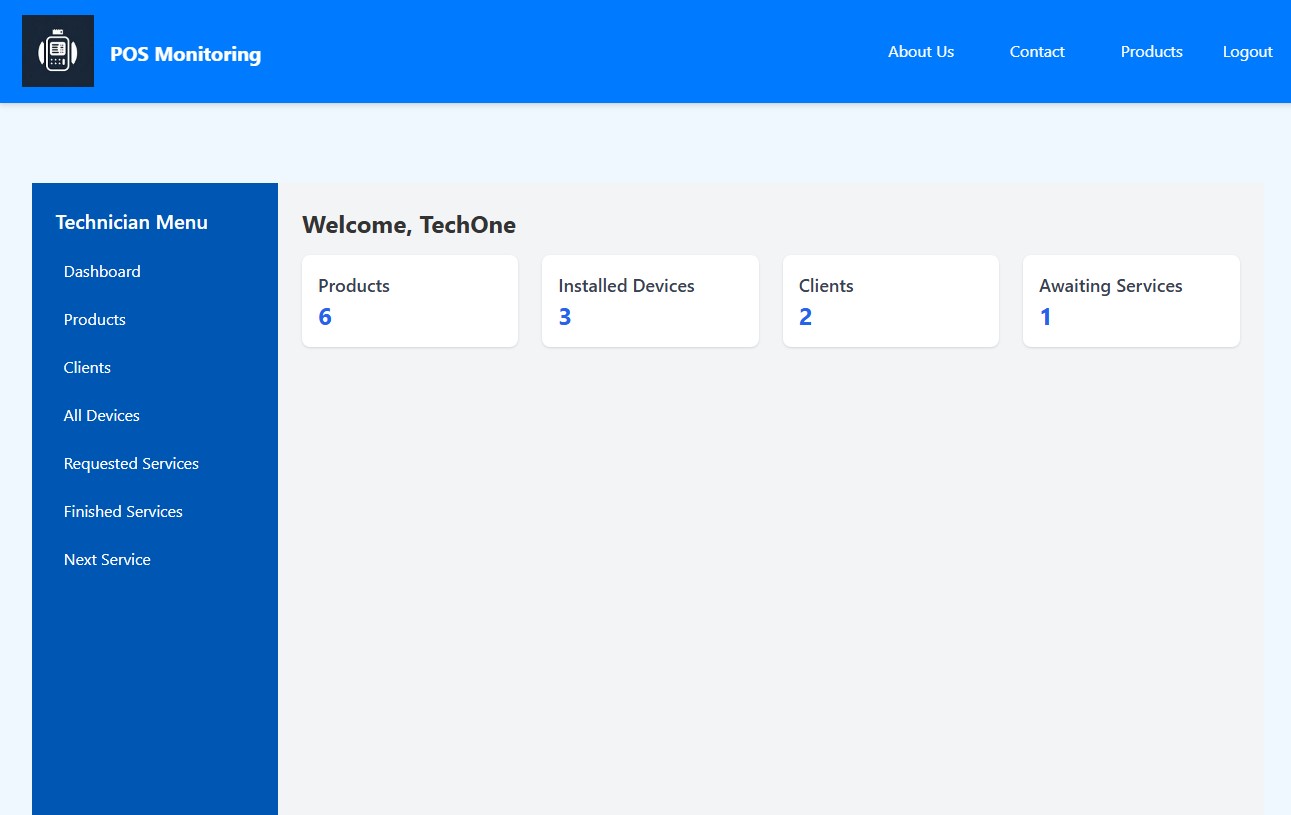 POS Monitoring
About Us
Contact
Products
Logout
Technician Menu
Dashboard
Products
Clients
All Devices
Requested Services
Finished Services
Next Service
Welcome, TechOne
Products
6
Installed Devices
3
Clients
2
Awaiting Services
1